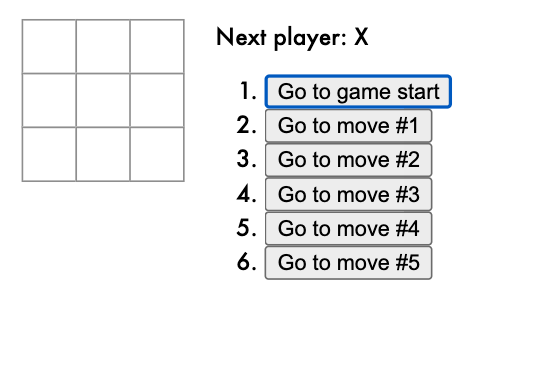 Next player: X
1. Go to game start
2. Go to move #1
3. Go to move #2
4. Go to move #3
5. Go to move #4
6. Go to move #5